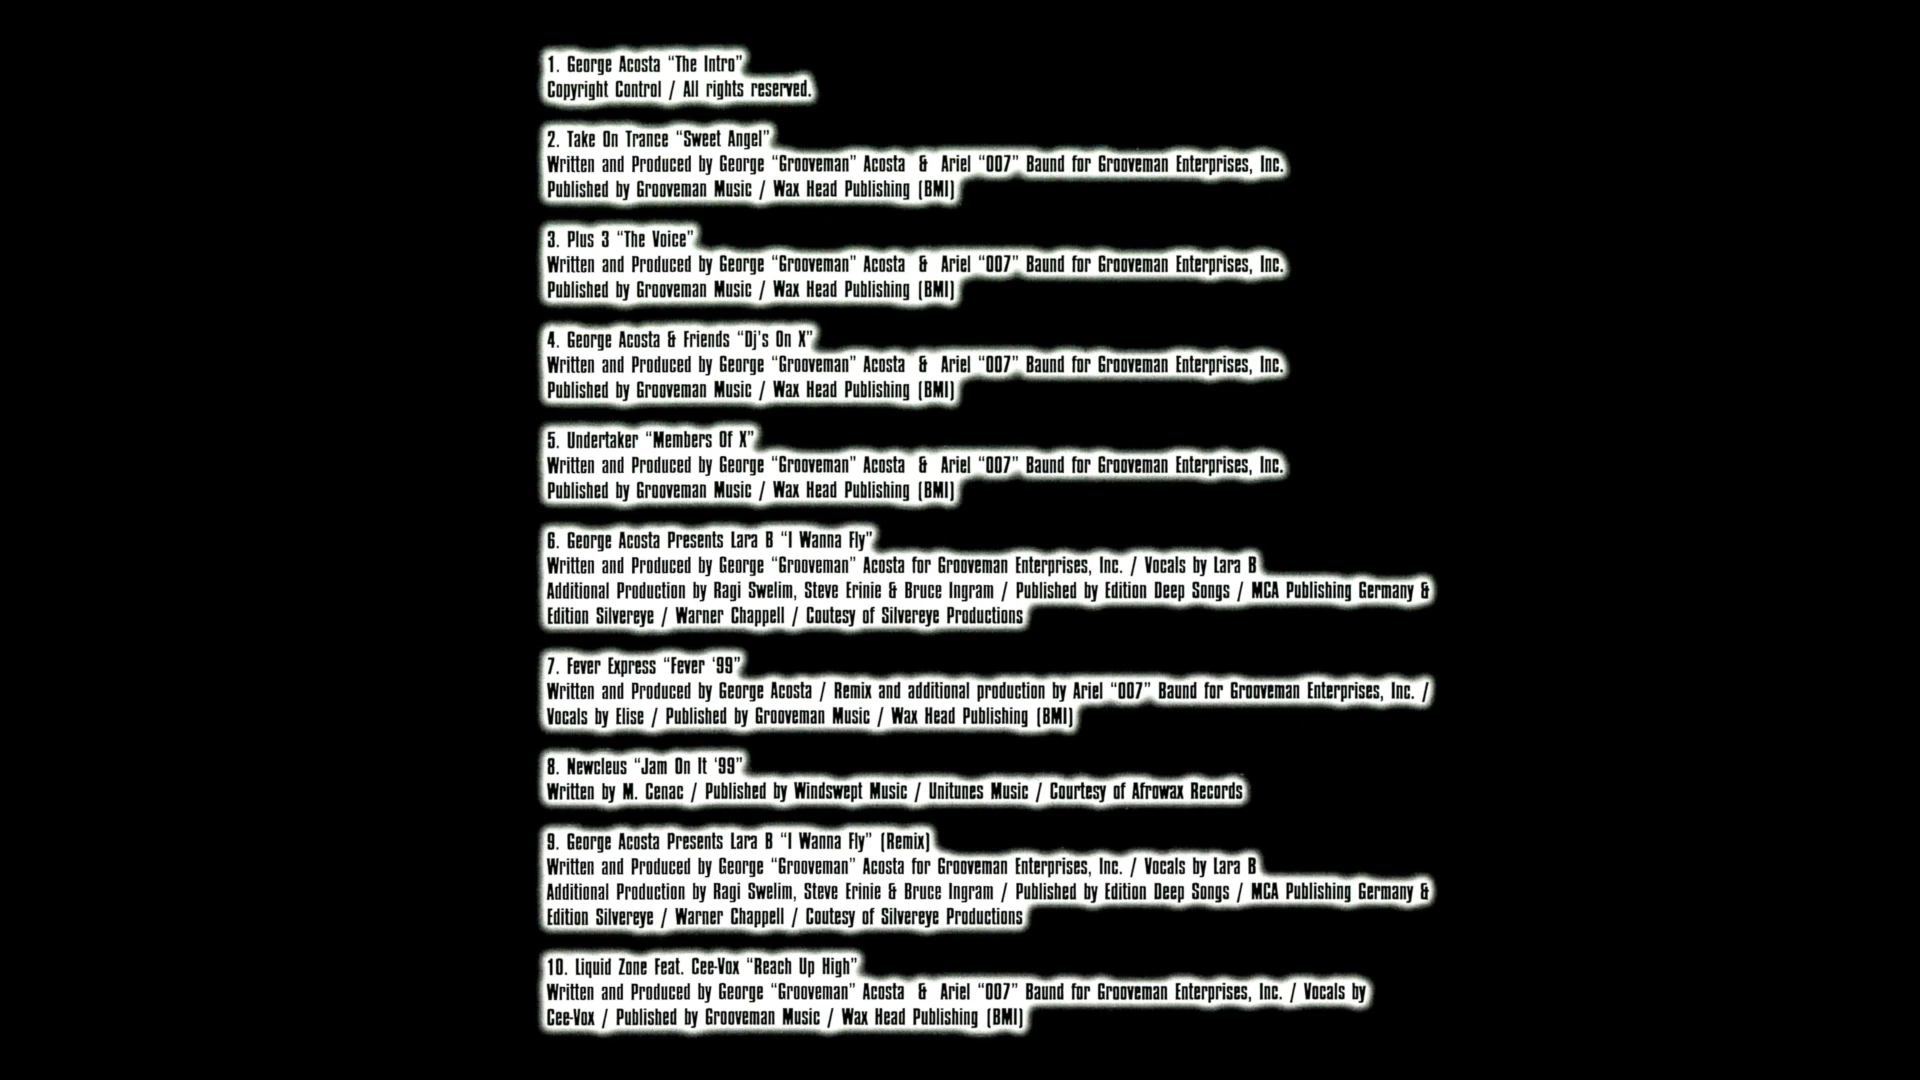 1. George Acosta “The Intro”
Copyright Control / All rights reserved.
2. Take On Trance “Sweet Angel”
Written and Produced by George “Grooveman” Acosta & Ariel “007” Baund for Grooveman Enterprises, Inc.
Published by Grooveman Music / Wax Head Publishing (BMI)
3. Plus 3 “The Voice”
Written and Produced by George “Grooveman” Acosta & Ariel “007” Baund for Grooveman Enterprises, Inc.
Published by Grooveman Music / Wax Head Publishing (BMI)
4. George Acosta & Friends “Dj's On X”
Written and Produced by George “Grooveman” Acosta & Ariel “007” Baund for Grooveman Enterprises, Inc.
Published by Grooveman Music / Wax Head Publishing (BMI)
5. Undertaker “Members Of X”
Written and Produced by George “Grooveman” Acosta & Ariel “007” Baund for Grooveman Enterprises, Inc.
Published by Grooveman Music / Wax Head Publishing (BMI)
6. George Acosta Presents Lara B “I Wanna Fly”
Written and Produced by George “Grooveman” Acosta for Grooveman Enterprises, Inc. / Vocals by Lara B
Additional Production by Ragi Swelim, Steve Erinie & Bruce Ingram / Published by Edition Deep Songs / MCA Publishing Germany &
Edition Silvereye / Warner Chappell / Coutesy of Silvereye Productions
7. Fever Express “Fever ‘99”
Written and Produced by George Acosta / Remix and additional production by Ariel “007” Baund for Grooveman Enterprises, Inc. /
Vocals by Elise / Published by Grooveman Music / Wax Head Publishing (BMI)
8. Newcleus “Jam On It ‘99”
Written by M. Cenac / Published by Windswept Music / Unitunes Music / Courtesy of Afrowax Records
9. George Acosta Presents Lara B “I Wanna Fly” (Remix)
Written and Produced by George “Grooveman” Acosta for Grooveman Enterprises, Inc. / Vocals by Lara B
Additional Production by Ragi Swelim, Steve Erinie & Bruce Ingram / Published by Edition Deep Songs / MCA Publishing Germany &
Edition Silvereye / Warner Chappell / Coutesy of Silvereye Productions
10. Liquid Zone Feat. Cee-Vox “Reach Up High”
Written and Produced by George “Grooveman” Acosta & Ariel “007” Baund for Grooveman Enterprises, Inc. / Vocals by
Cee-Vox / Published by Grooveman Music / Wax Head Publishing (BMI)